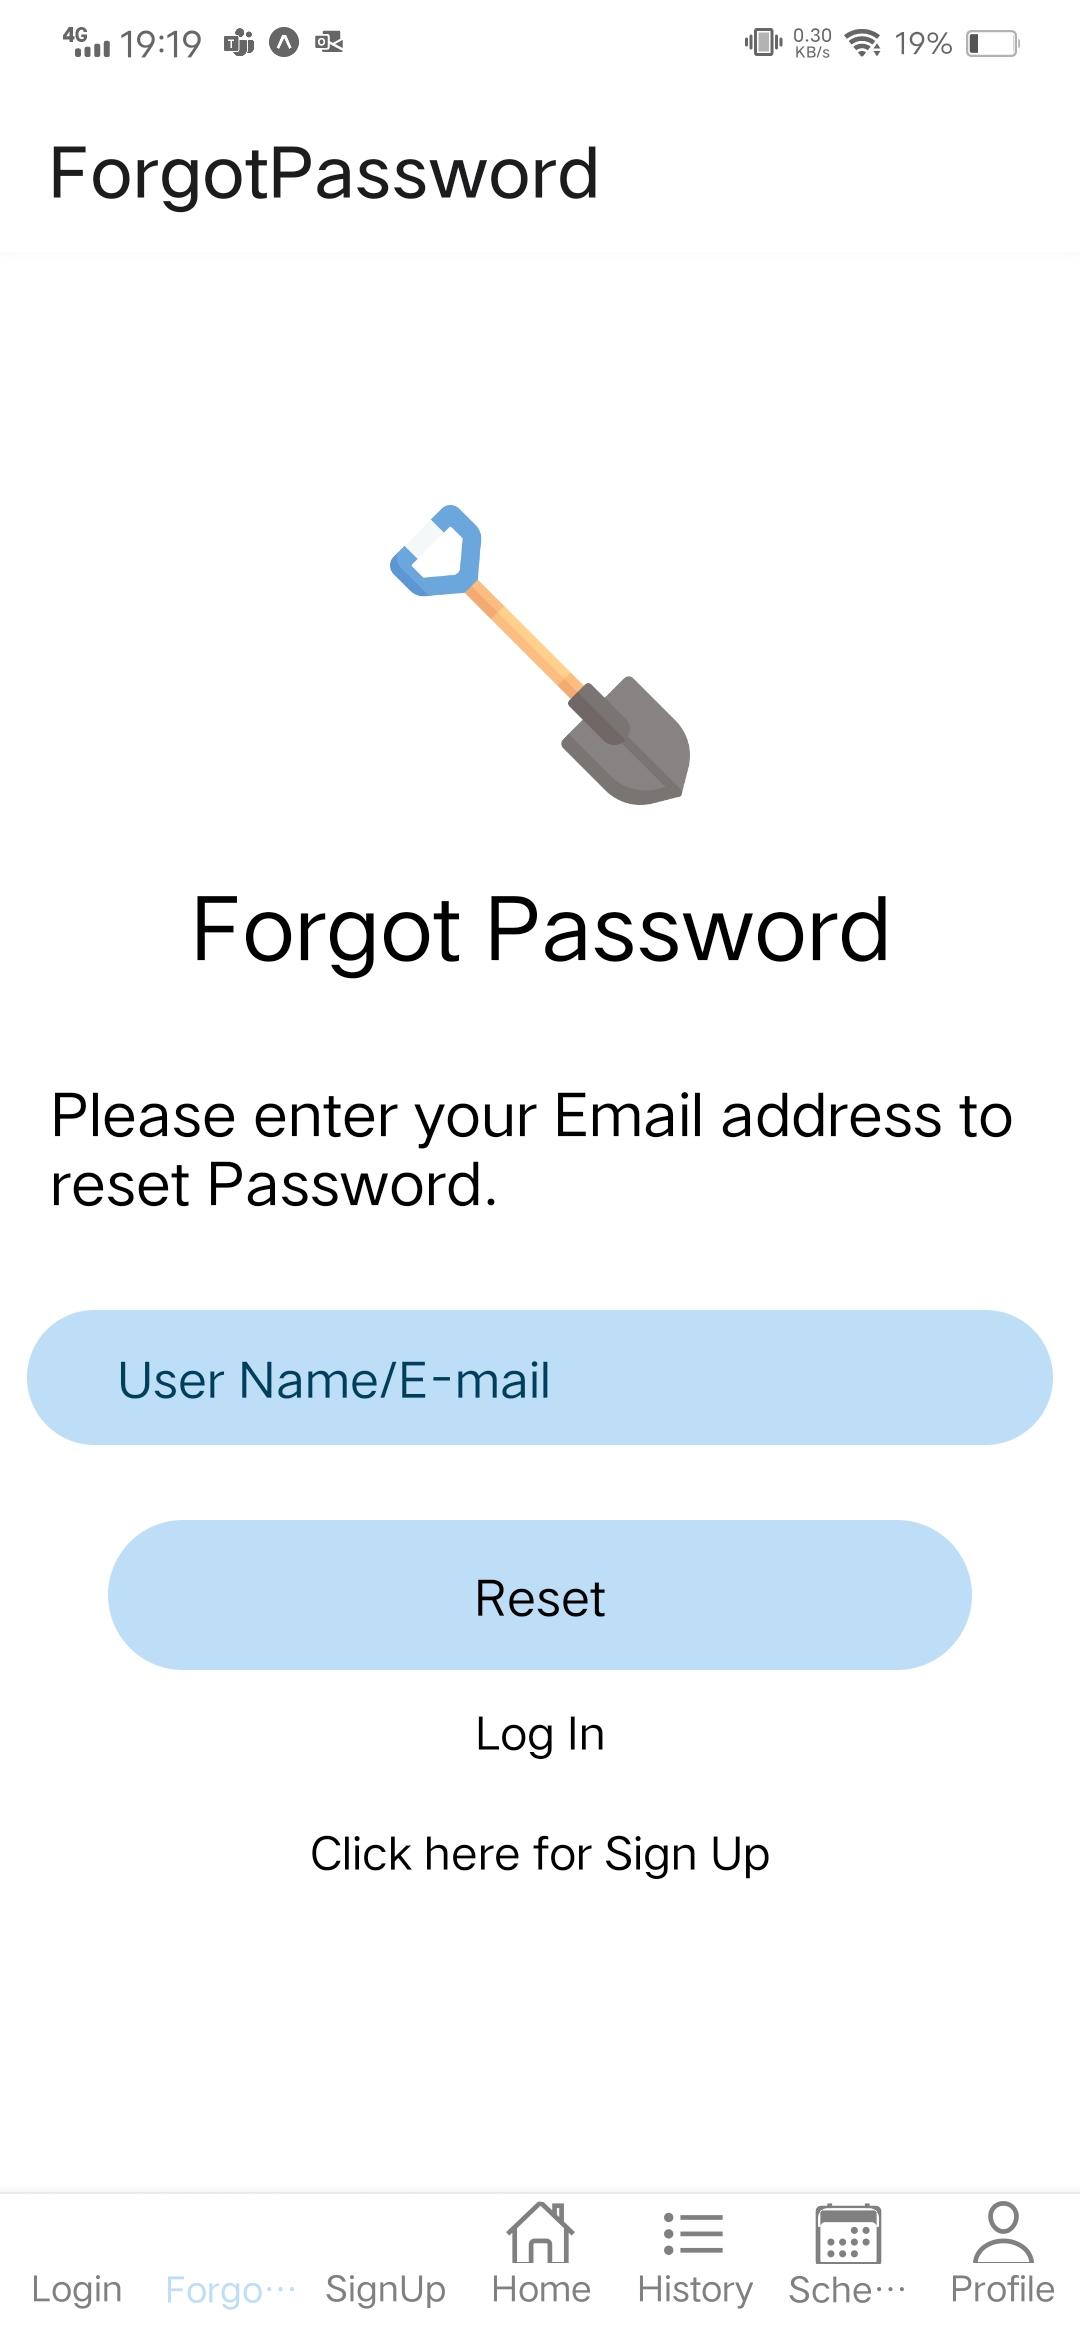 4G 19:19 0.30 KB/s 19%
ForgotPassword
Forgot Password
Please enter your Email address to
reset Password.
User Name/E-mail
Reset
Log In
Click here for Sign Up
Login Forgo··· SignUp Home History Sche··· Profile